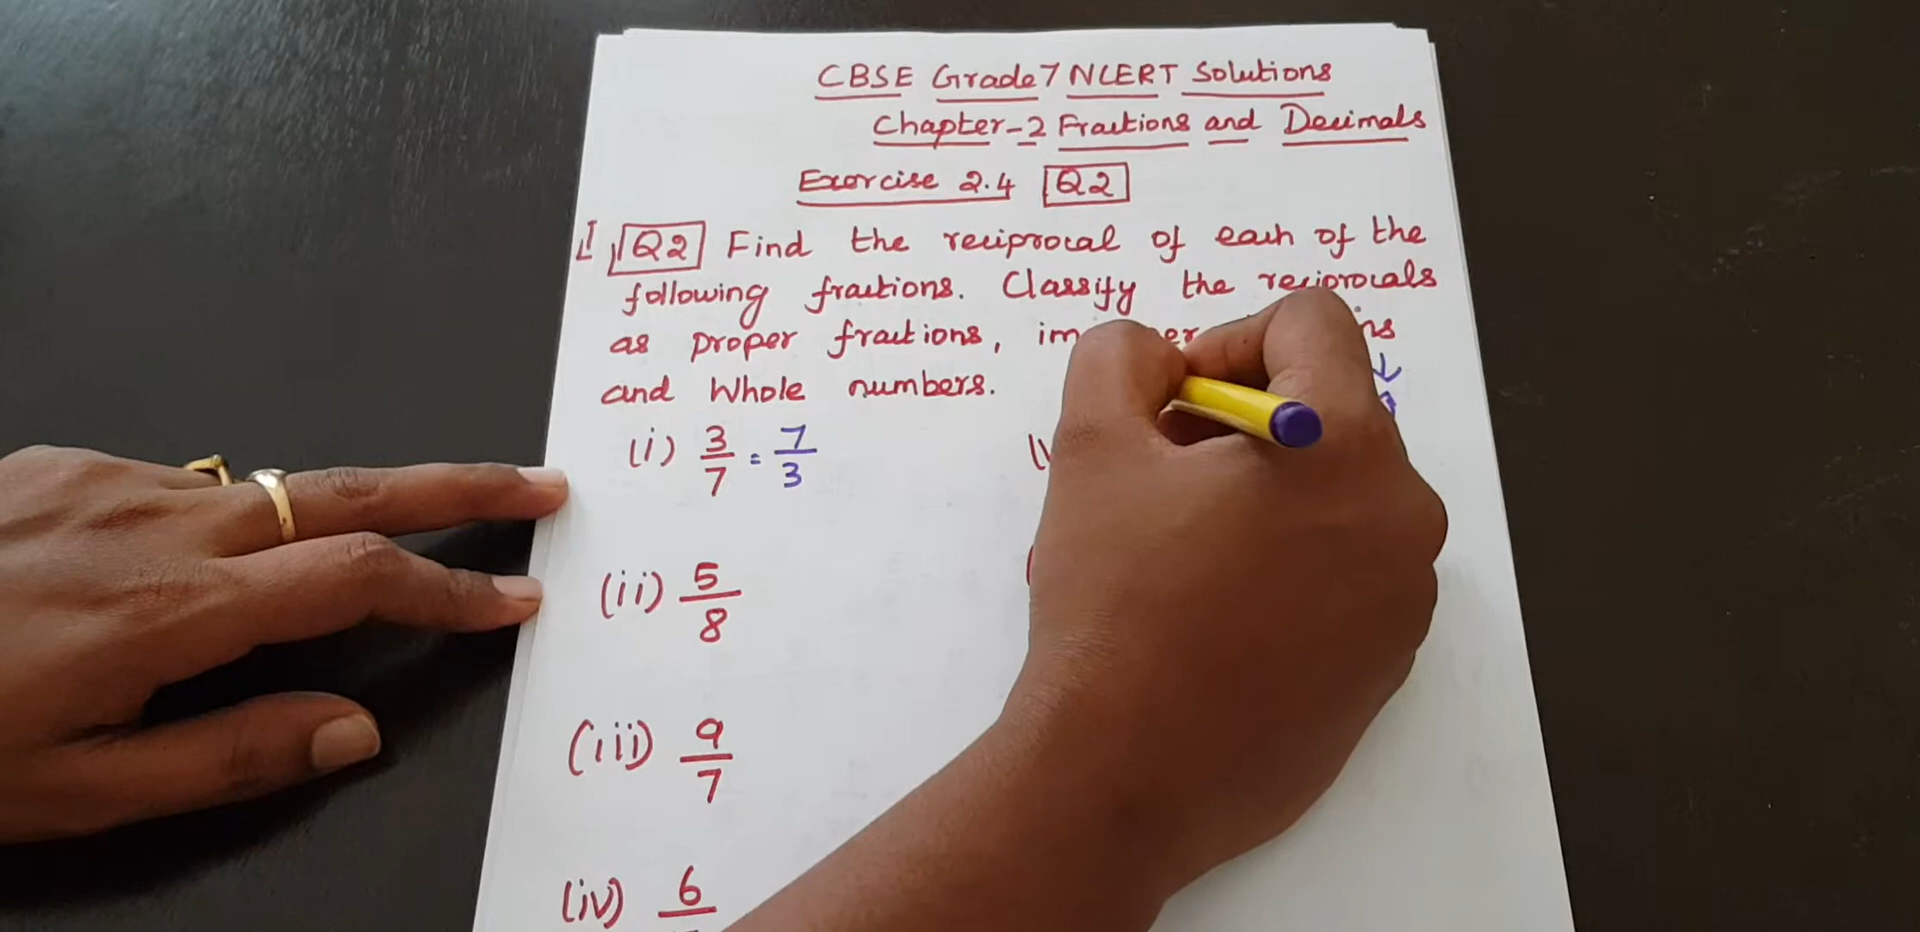 CBSE Grade 7 NCERT Solutions
Chapter-2 Fractions and Decimals
Exercise 2.4 Q2
Q2 Find the reciprocal of each of the
following fractions. Classify the reciprocals
as proper fractions,
and Whole numbers.
(i) 3/7 = 7/3
(ii) 5/8
(iii) 9/7
(iv) 6